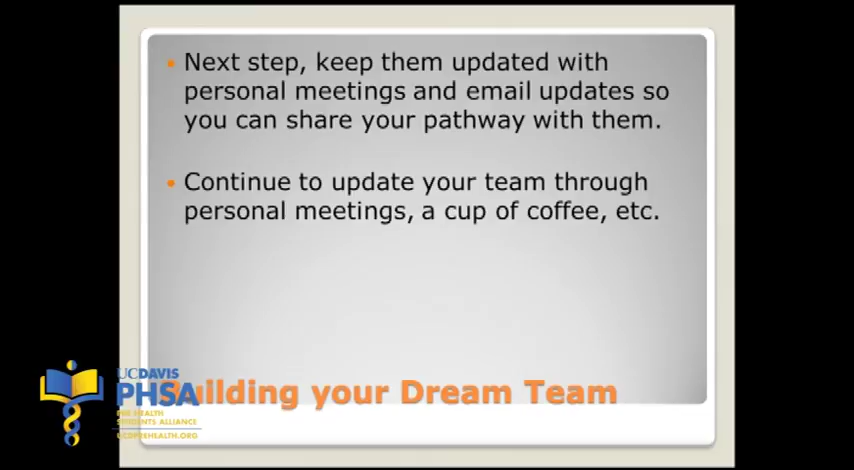 Next step, keep them updated with
personal meetings and email updates so
you can share your pathway with them.
Continue to update your team through
personal meetings, a cup of coffee, etc.
Building your Dream Team
UCDAVIS
PHSA
PRE HEALTH
STUDENTS ALLIANCE
UCDPREHEALTH.ORG